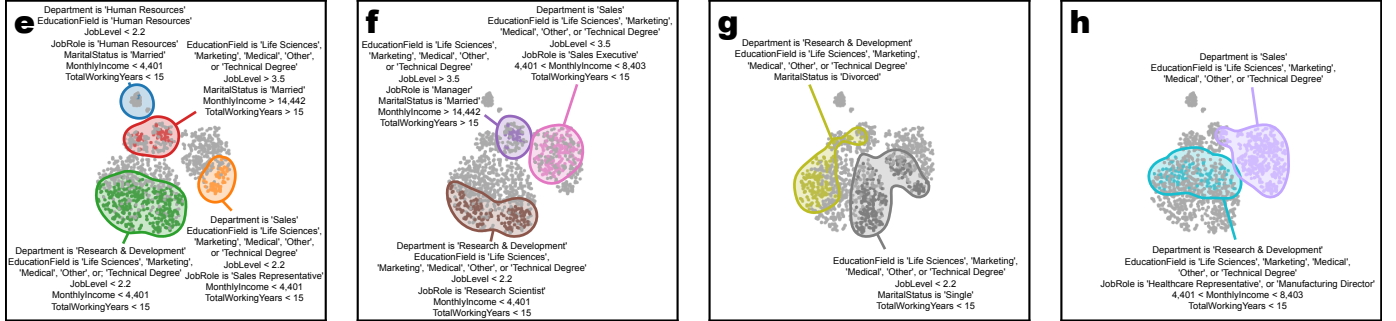 e
Department is 'Human Resources'
EducationField is 'Human Resources'
JobLevel < 2.2
JobRole is 'Human Resources'
MaritalStatus is 'Married'
MonthlyIncome < 4,401
TotalWorkingYears < 15
EducationField is 'Life Sciences',
'Marketing', 'Medical', 'Other',
or 'Technical Degree'
JobLevel > 3.5
MaritalStatus is 'Married'
MonthlyIncome > 14,442
TotalWorkingYears > 15
Department is 'Sales'
EducationField is 'Life Sciences',
'Marketing', 'Medical', 'Other',
or 'Technical Degree'
JobLevel < 2.2
JobRole is 'Sales Representative'
MonthlyIncome < 4,401
TotalWorkingYears < 15
Department is 'Research & Development'
EducationField is 'Life Sciences', 'Marketing',
'Medical', 'Other', or; 'Technical Degree'
JobLevel < 2.2
MonthlyIncome < 4,401
TotalWorkingYears < 15
f
Department is 'Sales'
EducationField is 'Life Sciences', 'Marketing',
'Medical', 'Other', or 'Technical Degree'
JobLevel < 3.5
JobRole is 'Sales Executive'
4,401 < MonthlyIncome < 8,403
TotalWorkingYears < 15
EducationField is 'Life Sciences',
'Marketing', 'Medical', 'Other',
or 'Technical Degree'
JobLevel > 3.5
JobRole is 'Manager'
MaritalStatus is 'Married'
MonthlyIncome > 14,442
TotalWorkingYears > 15
Department is 'Research & Development'
EducationField is 'Life Sciences',
'Marketing', 'Medical', 'Other', or 'Technical Degree'
JobLevel < 2.2
JobRole is 'Research Scientist'
MonthlyIncome < 4,401
TotalWorkingYears < 15
g
Department is 'Research & Development'
EducationField is 'Life Sciences', 'Marketing',
'Medical', 'Other', or 'Technical Degree'
MaritalStatus is 'Divorced'
EducationField is 'Life Sciences', 'Marketing',
'Medical', 'Other', or 'Technical Degree'
JobLevel < 2.2
MaritalStatus is 'Single'
TotalWorkingYears < 15
h
Department is 'Sales'
EducationField is 'Life Sciences', 'Marketing',
'Medical', 'Other', or 'Technical Degree'
Department is 'Research & Development'
EducationField is 'Life Sciences', 'Marketing', 'Medical',
'Other', or 'Technical Degree'
JobRole is 'Healthcare Representative', or 'Manufacturing Director'
4,401 < MonthlyIncome < 8,403
TotalWorkingYears < 15